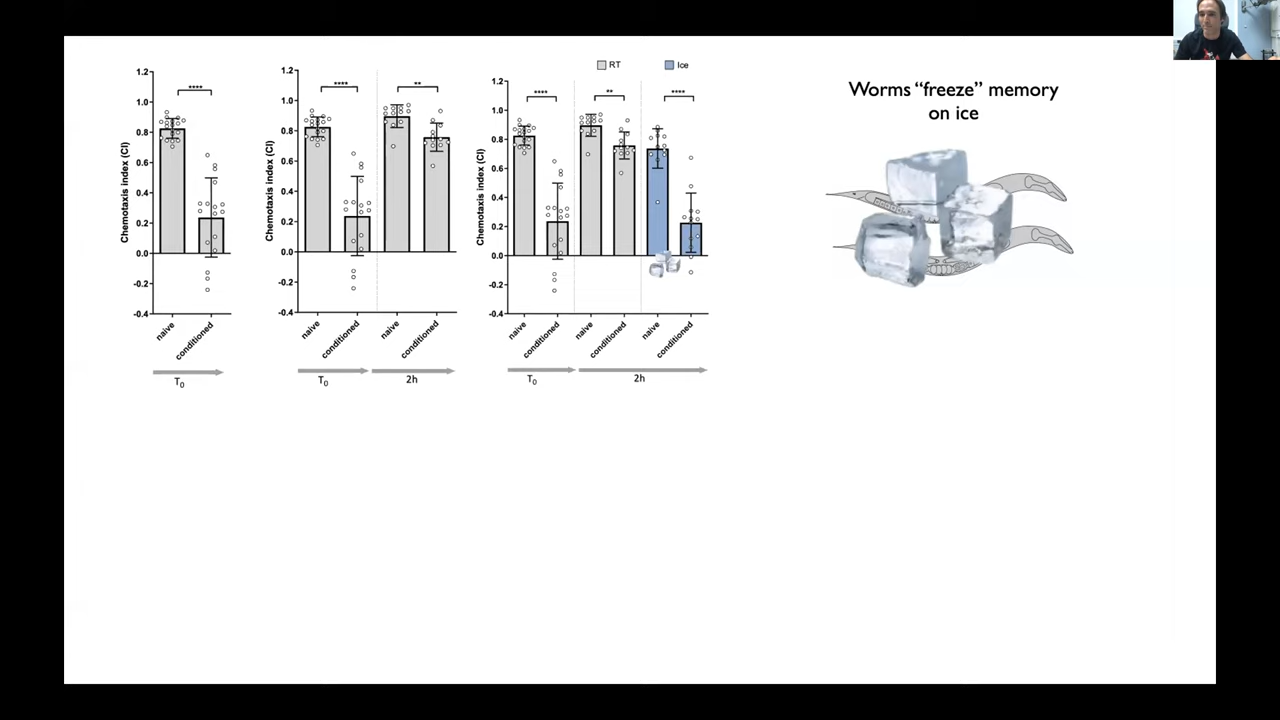 Worms “freeze” memory
on ice
RT
Ice
Chemotaxis index (CI)
1.2
1.0
0.8
0.6
0.4
0.2
0.0
-0.2
-0.4
****
naive
conditioned
T0
Chemotaxis index (CI)
1.2
1.0
0.8
0.6
0.4
0.2
0.0
-0.2
-0.4
****
**
naive
conditioned
naive
conditioned
T0
2h
Chemotaxis index (CI)
1.2
1.0
0.8
0.6
0.4
0.2
0.0
-0.2
-0.4
****
**
****
naive
conditioned
naive
conditioned
naive
conditioned
T0
2h